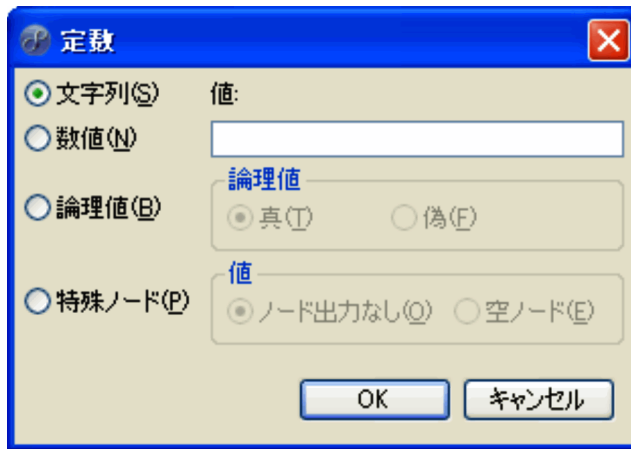 定数
文字列(S) 値:
数値(N)
論理値
論理値(B)
真(T) 偽(F)
値
特殊ノード(P)
ノード出力なし(O) 空ノード(E)
OK キャンセル